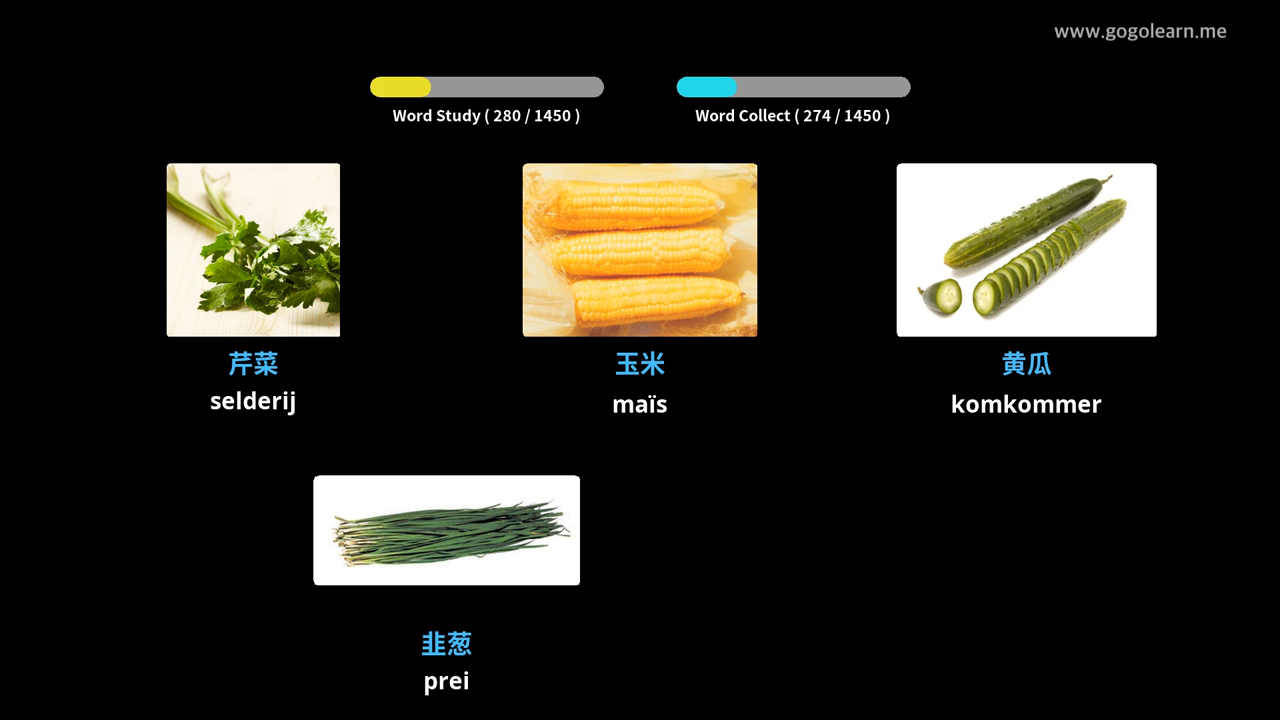 www.gogolearn.me
Word Study ( 280 / 1450 )
Word Collect ( 274 / 1450 )
芹菜
selderij
玉米
maïs
黄瓜
komkommer
韭葱
prei